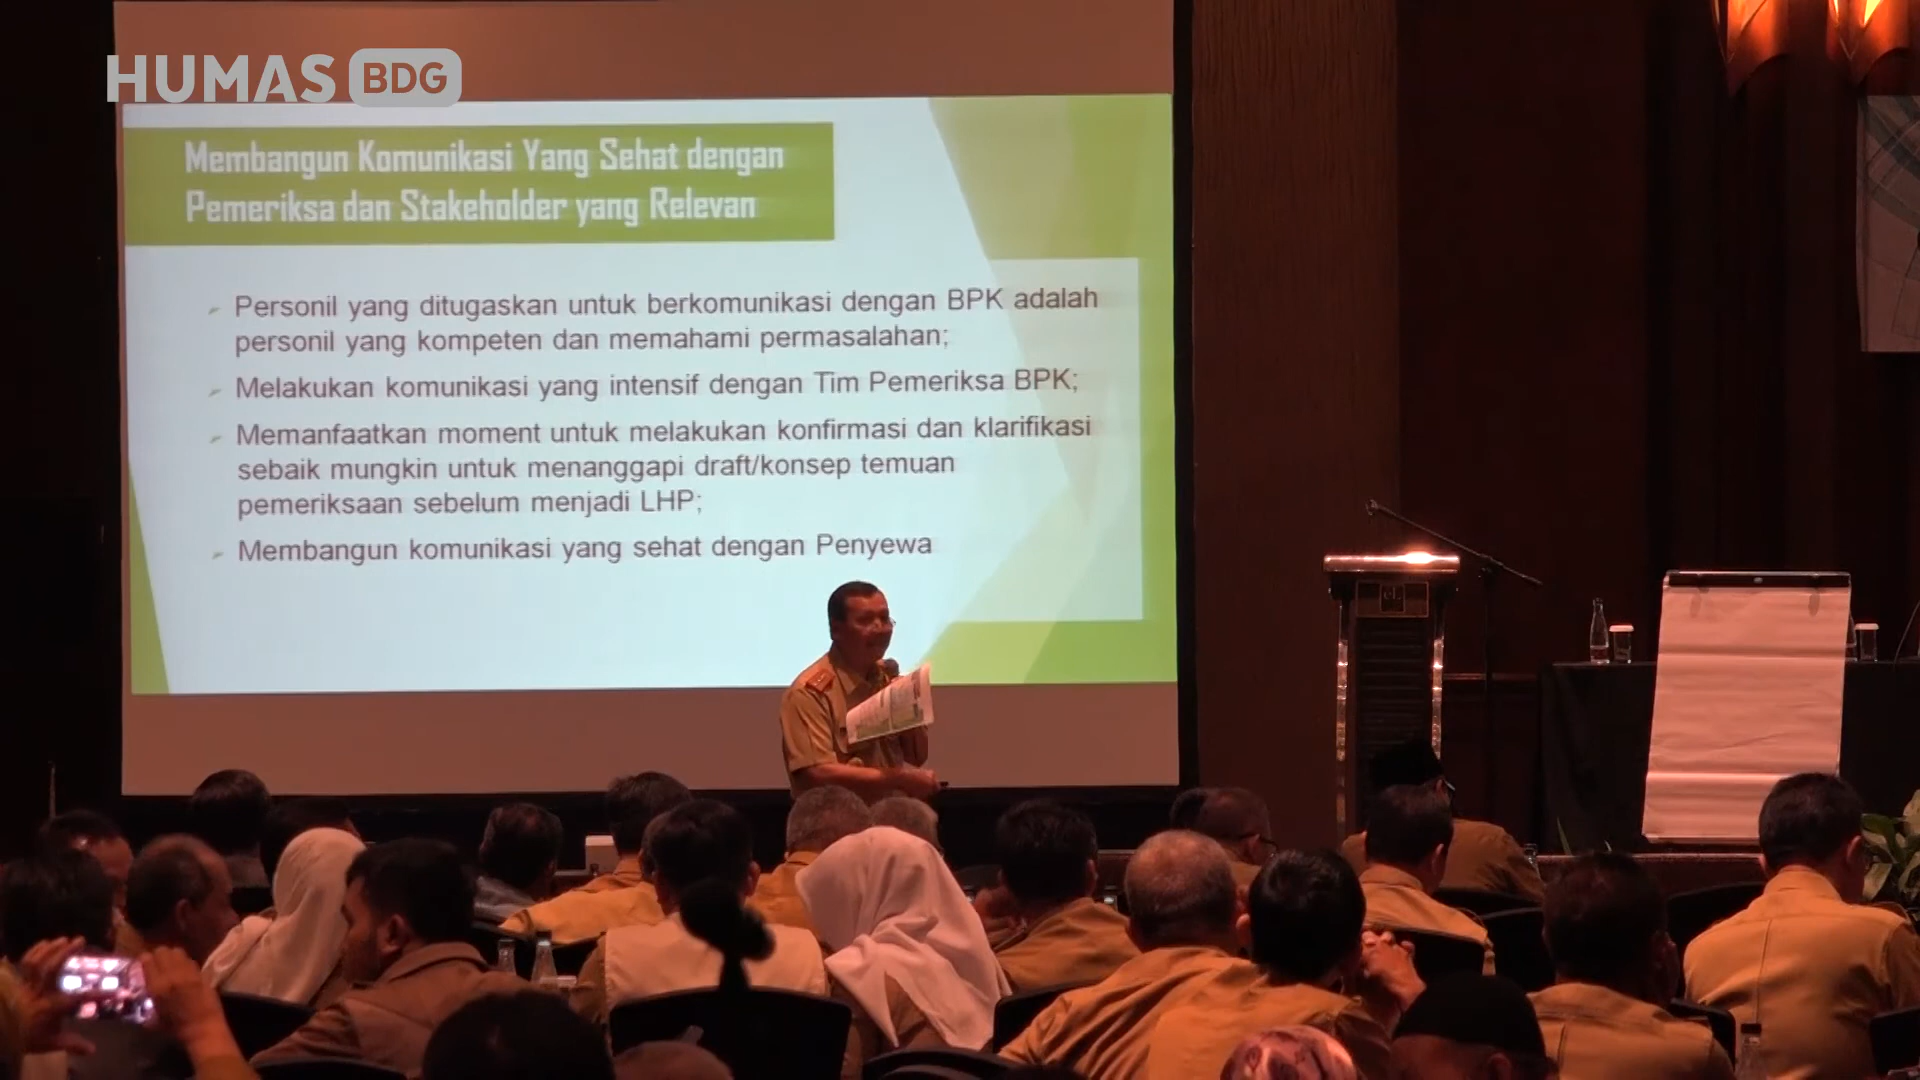 HUMAS BDG
Membangun Komunikasi Yang Sehat dengan
Pemeriksa dan Stakeholder yang Relevan
Personil yang ditugaskan untuk berkomunikasi dengan BPK adalah
personil yang kompeten dan memahami permasalahan;
Melakukan komunikasi yang intensif dengan Tim Pemeriksa BPK;
Memanfaatkan moment untuk melakukan konfirmasi dan klarifikasi
sebaik mungkin untuk menanggapi draft/konsep temuan
pemeriksaan sebelum menjadi LHP;
Membangun komunikasi yang sehat dengan Penyewa